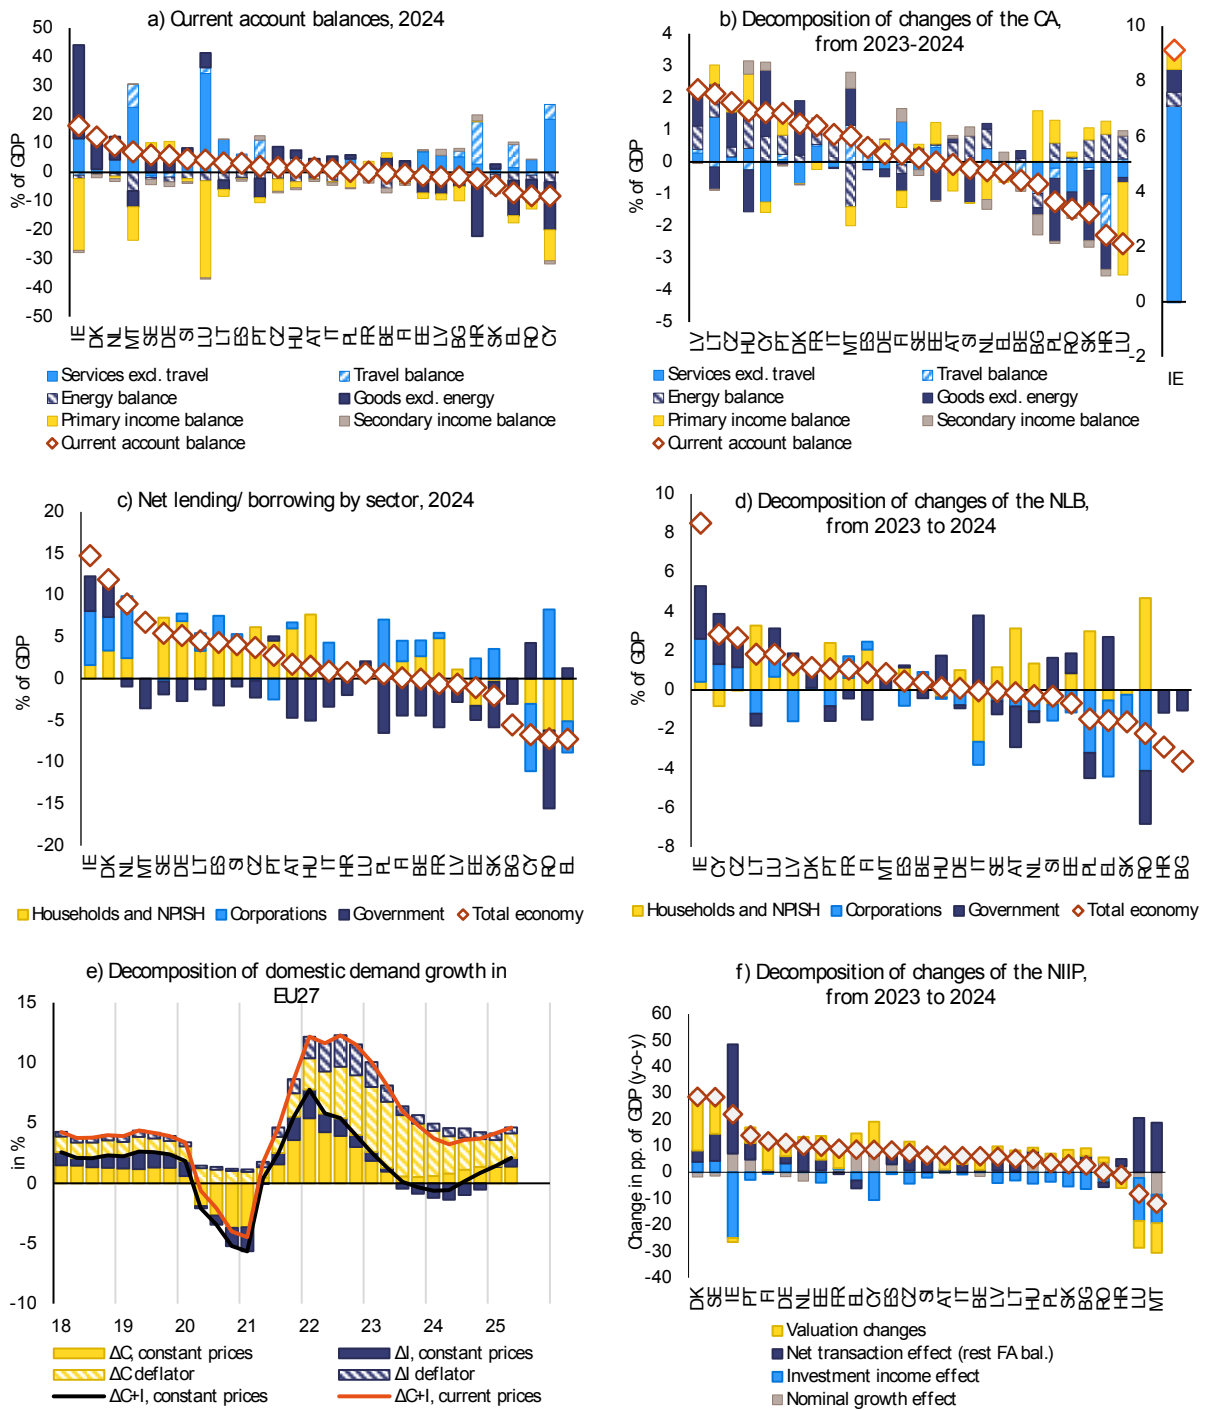 a) Current account balances, 2024
% of GDP
50
40
30
20
10
0
-10
-20
-30
-40
-50
IE DK NL MT SE DE SI LU LT ES PT CZ HU AT IT PL FR BE FI EE LV BG HR SK EL RO CY
Services excl. travel
Travel balance
Energy balance
Goods excl. energy
Primary income balance
Secondary income balance
Current account balance
b) Decomposition of changes of the CA,
from 2023-2024
% of GDP
4
3
2
1
0
-1
-2
-3
-4
-5
LV LT CZ HU CY PT DK FR IT MT ES DE FI SE EE AT SI NL EL BE BG PL RO SK HR LU
10
8
6
4
2
0
-2
IE
Services excl. travel
Travel balance
Energy balance
Goods excl. energy
Primary income balance
Secondary income balance
Current account balance
c) Net lending/ borrowing by sector, 2024
% of GDP
20
15
10
5
0
-5
-10
-15
-20
IE DK NL MT SE DE LT ES SI CZ PT AT HU IT HR LU PL FI BE FR LV EE SK BG CY RO EL
Households and NPISH
Corporations
Government
Total economy
d) Decomposition of changes of the NLB,
from 2023 to 2024
% of GDP
10
8
6
4
2
0
-2
-4
-6
-8
IE CY CZ LT LU LV DK PT FR FI MT ES BE HU DE IT SE AT NL SI EE PL EL SK RO HR BG
Households and NPISH
Corporations
Government
Total economy
e) Decomposition of domestic demand growth in
EU27
in %
15
10
5
0
-5
-10
18 19 20 21 22 23 24 25
ΔC, constant prices
ΔI, constant prices
ΔC deflator
ΔI deflator
ΔC+I, constant prices
ΔC+I, current prices
f) Decomposition of changes of the NIIP,
from 2023 to 2024
Change in pp. of GDP (y-o-y)
60
50
40
30
20
10
0
-10
-20
-30
-40
DK SE IE PT FI DE NL EE FR EL CY ES CZ SI AT IT BE LV LT HU PL SK BG RO HR LU MT
Valuation changes
Net transaction effect (rest FA bal.)
Investment income effect
Nominal growth effect